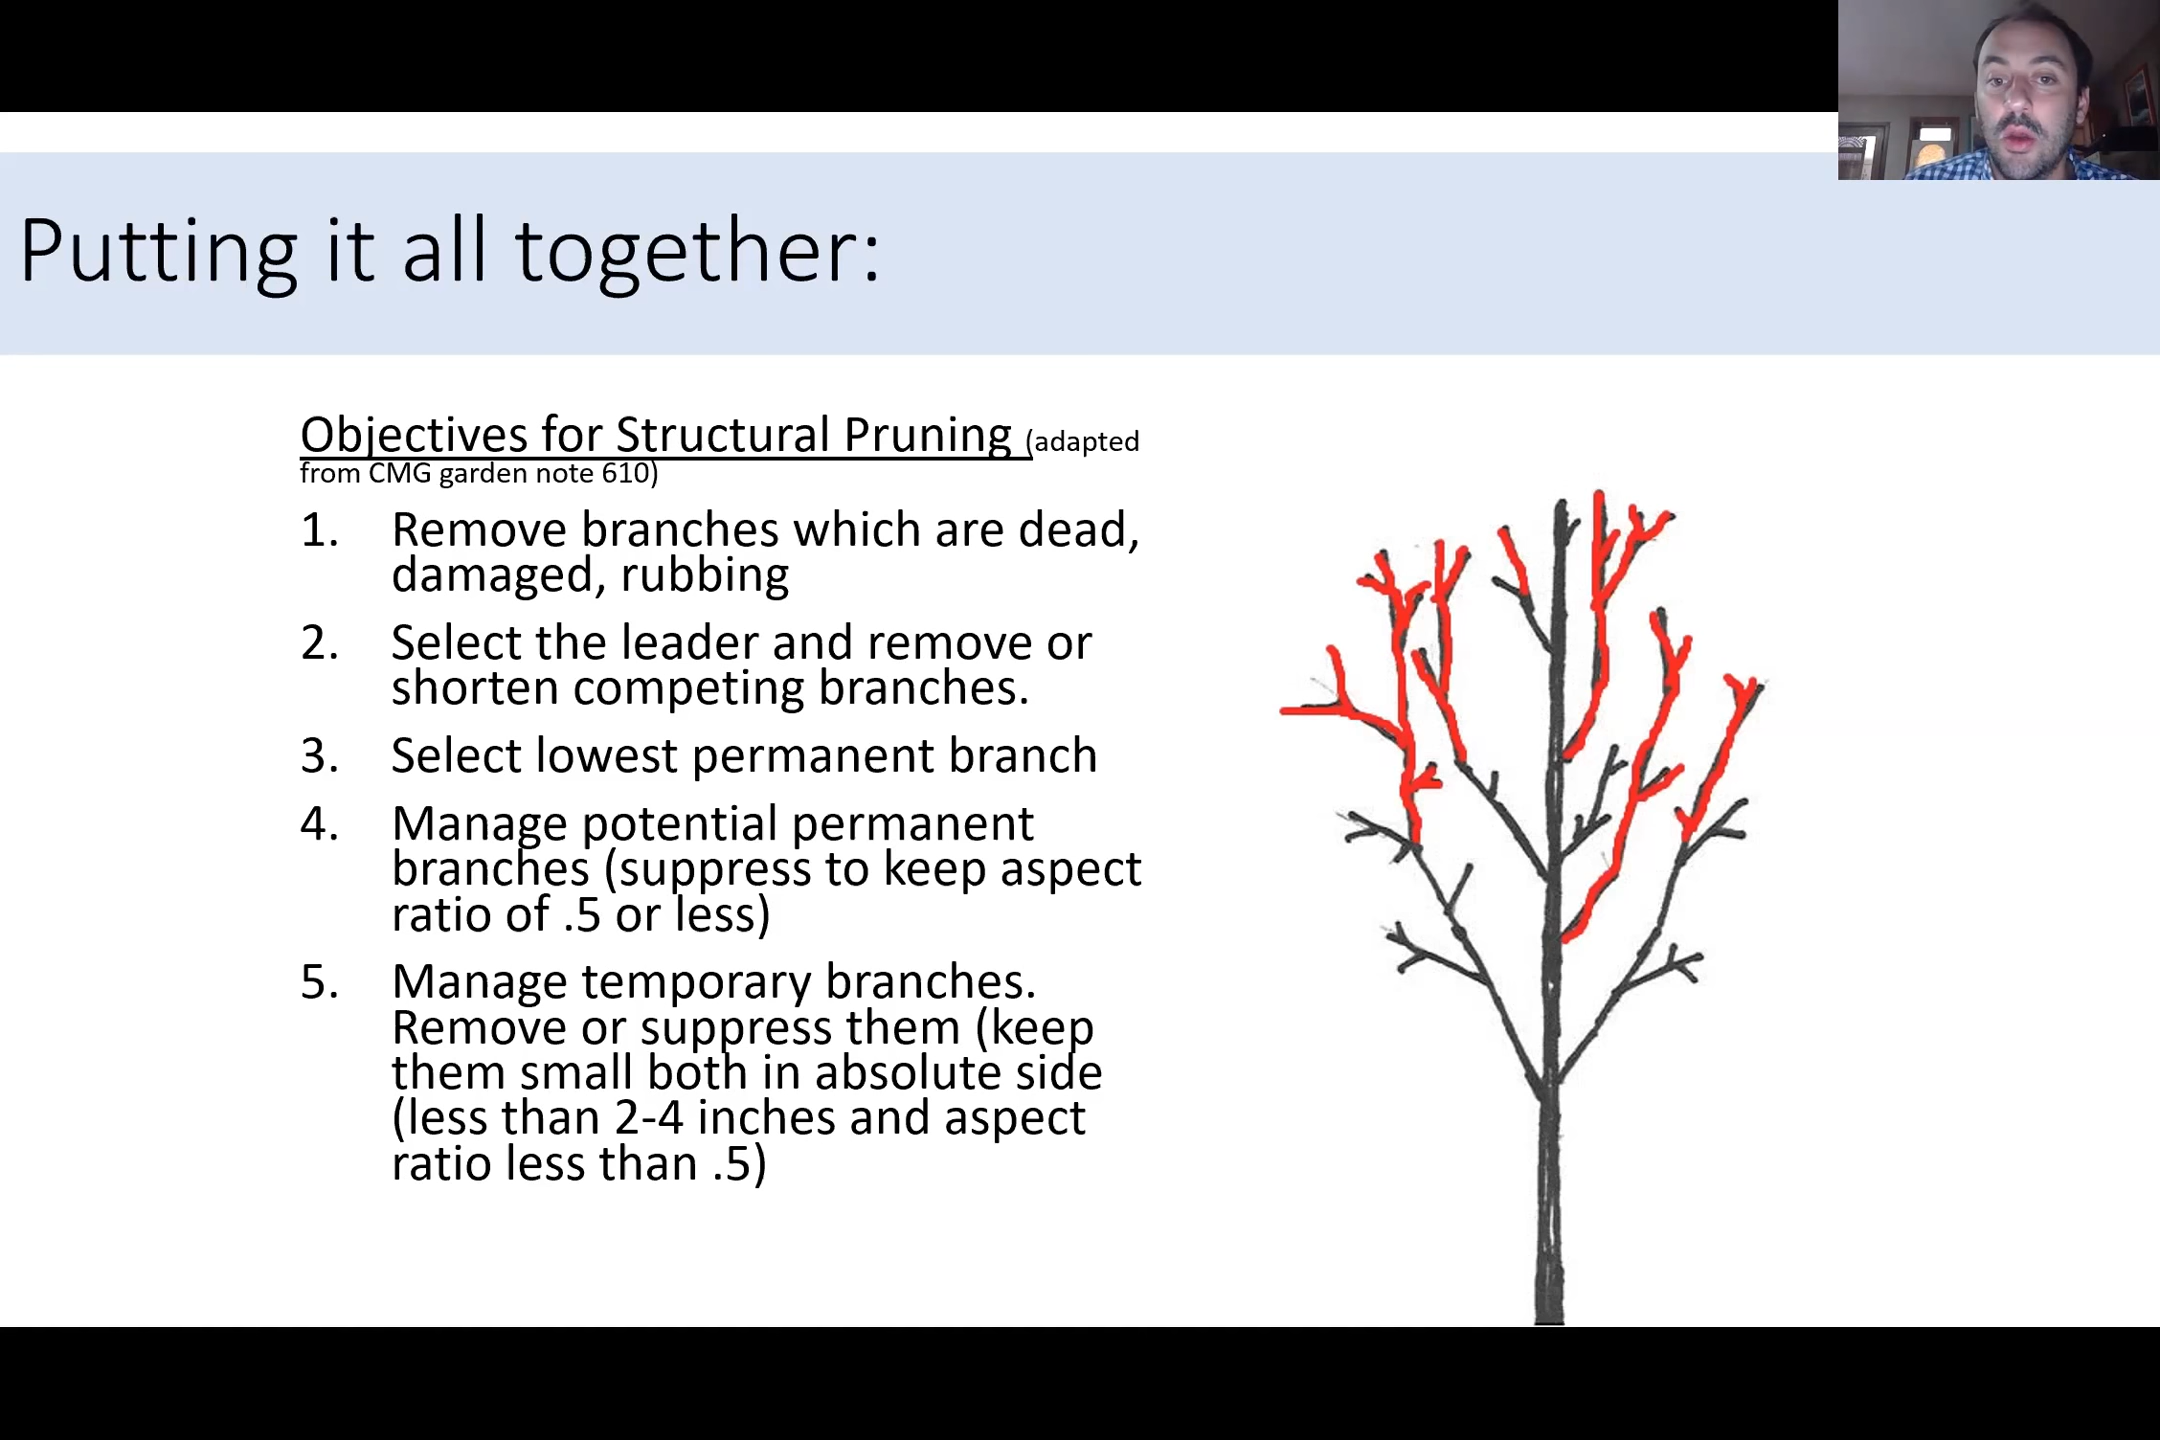 Putting it all together:
Objectives for Structural Pruning (adapted
from CMG garden note 610)
1. Remove branches which are dead,
damaged, rubbing
2. Select the leader and remove or
shorten competing branches.
3. Select lowest permanent branch
4. Manage potential permanent
branches (suppress to keep aspect
ratio of .5 or less)
5. Manage temporary branches.
Remove or suppress them (keep
them small both in absolute side
(less than 2-4 inches and aspect
ratio less than .5)